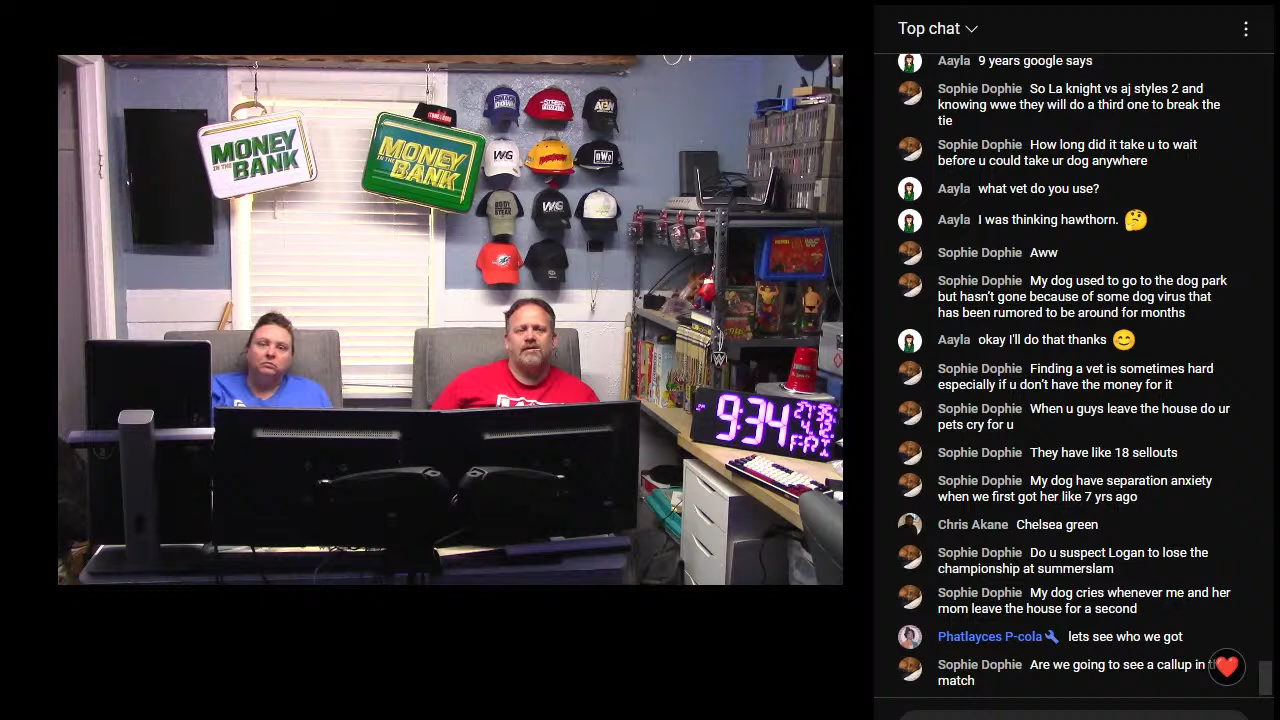 Top chat
Aayla 9 years google says
Sophie Dophie So La knight vs aj styles 2 and
knowing wwe they will do a third one to break the
tie
Sophie Dophie How long did it take u to wait
before u could take ur dog anywhere
Aayla what vet do you use?
Aayla I was thinking hawthorn. 🤔
Sophie Dophie Aww
Sophie Dophie My dog used to go to the dog park
but hasn't gone because of some dog virus that
has been rumored to be around for months
Aayla okay I'll do that thanks 😊
Sophie Dophie Finding a vet is sometimes hard
especially if u don't have the money for it
Sophie Dophie When u guys leave the house do ur
pets cry for u
Sophie Dophie They have like 18 sellouts
Sophie Dophie My dog have separation anxiety
when we first got her like 7 yrs ago
Chris Akane Chelsea green
Sophie Dophie Do u suspect Logan to lose the
championship at summerslam
Sophie Dophie My dog cries whenever me and her
mom leave the house for a second
Phatlayces P-cola lets see who we got
Sophie Dophie Are we going to see a callup in
match
MONEY
IN THE BANK
MONEY
IN THE BANK
nWo
9:34
FRI